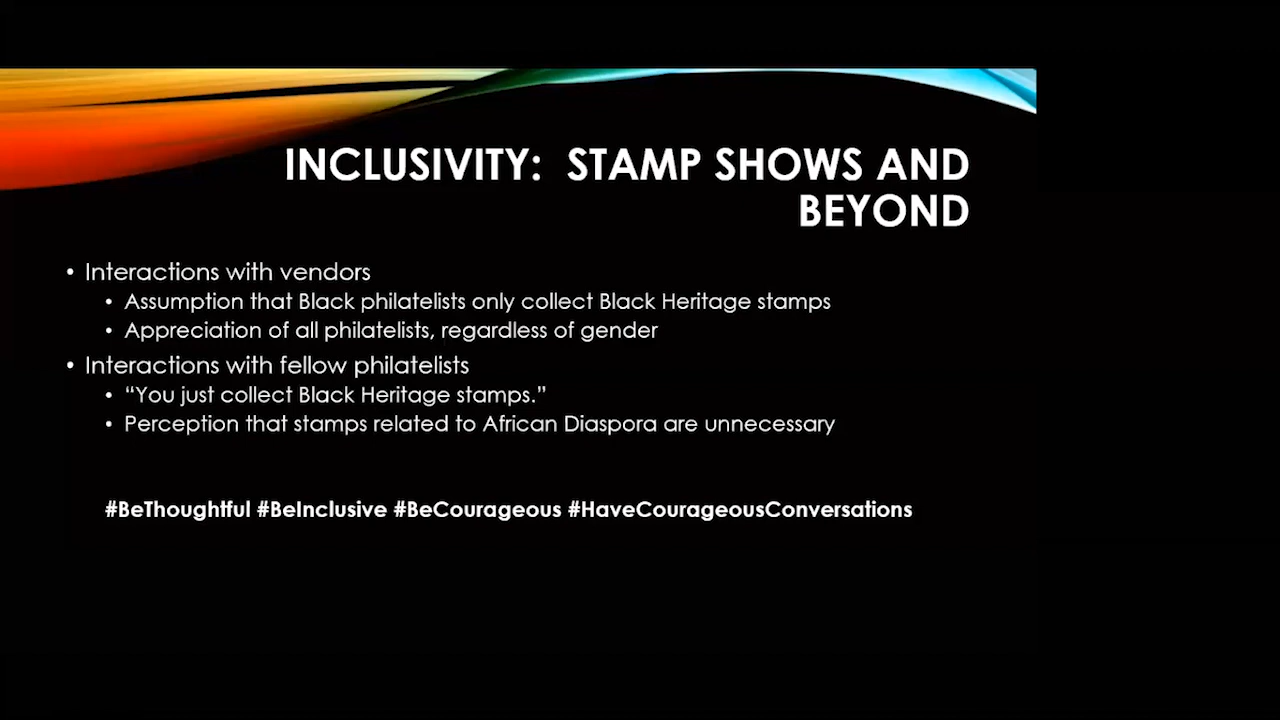 INCLUSIVITY: STAMP SHOWS AND
BEYOND
• Interactions with vendors
• Assumption that Black philatelists only collect Black Heritage stamps
• Appreciation of all philatelists, regardless of gender
• Interactions with fellow philatelists
• “You just collect Black Heritage stamps.”
• Perception that stamps related to African Diaspora are unnecessary
#BeThoughtful #BeInclusive #BeCourageous #HaveCourageousConversations